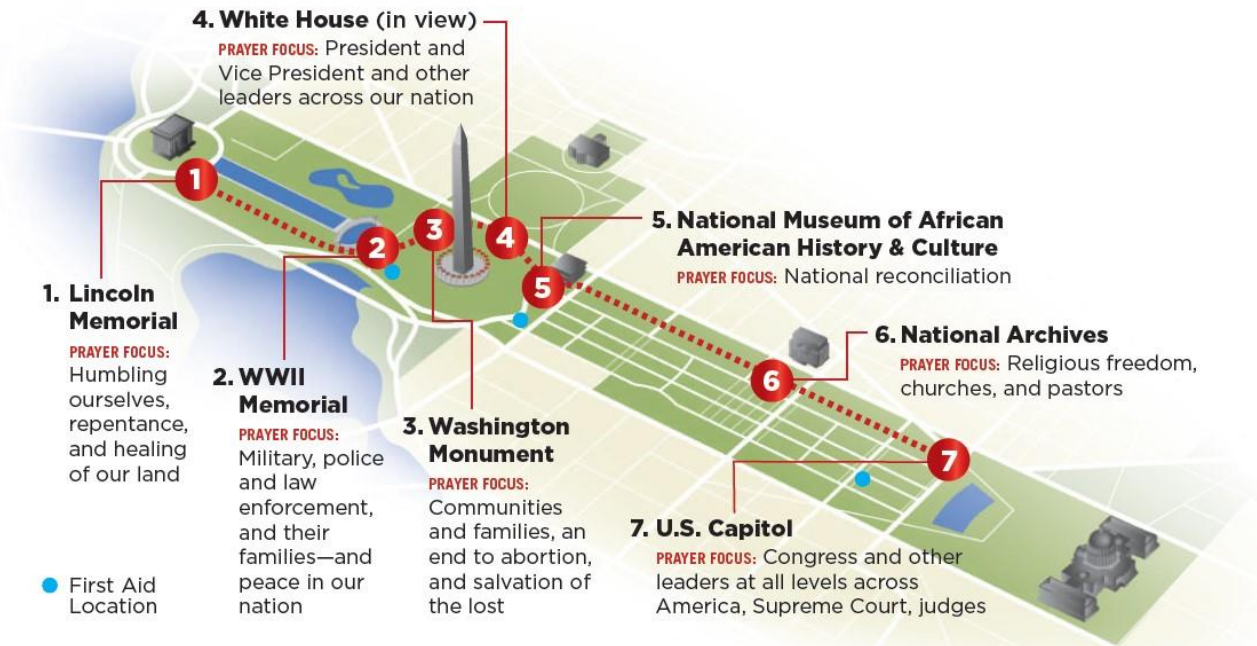 4. White House (in view)
PRAYER FOCUS: President and
Vice President and other
leaders across our nation
1
2
3
4
5
6
7
5. National Museum of African
American History & Culture
PRAYER FOCUS: National reconciliation
1. Lincoln
Memorial
PRAYER FOCUS:
Humbling
ourselves,
repentance,
and healing
of our land
2. WWII
Memorial
PRAYER FOCUS:
Military, police
and law
enforcement,
and their
families—and
peace in our
nation
3. Washington
Monument
PRAYER FOCUS:
Communities
and families, an
end to abortion,
and salvation of
the lost
6. National Archives
PRAYER FOCUS: Religious freedom,
churches, and pastors
7. U.S. Capitol
PRAYER FOCUS: Congress and other
leaders at all levels across
America, Supreme Court, judges
First Aid
Location